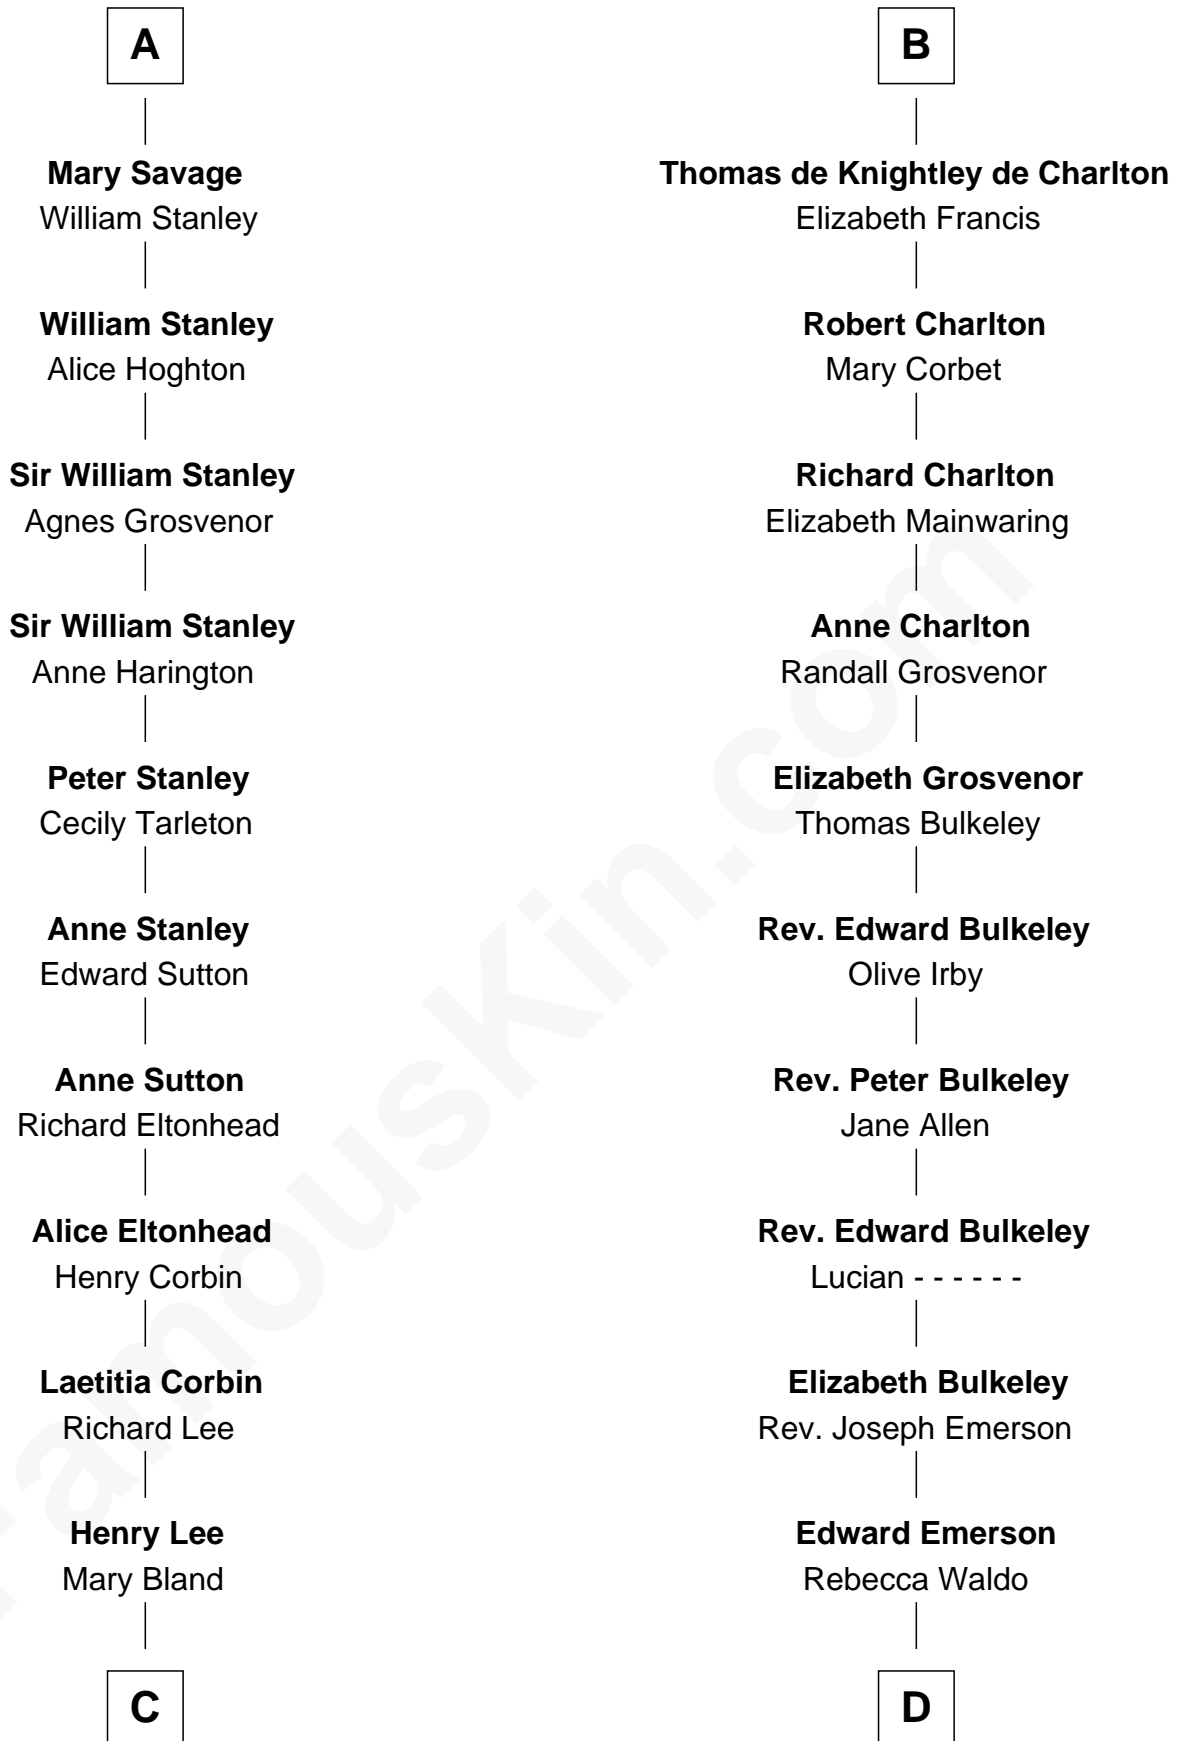 A
Mary Savage
William Stanley
William Stanley
Alice Hoghton
Sir William Stanley
Agnes Grosvenor
Sir William Stanley
Anne Harington
Peter Stanley
Cecily Tarleton
Anne Stanley
Edward Sutton
Anne Sutton
Richard Eltonhead
Alice Eltonhead
Henry Corbin
Laetitia Corbin
Richard Lee
Henry Lee
Mary Bland
C
B
Thomas de Knightley de Charlton
Elizabeth Francis
Robert Charlton
Mary Corbet
Richard Charlton
Elizabeth Mainwaring
Anne Charlton
Randall Grosvenor
Elizabeth Grosvenor
Thomas Bulkeley
Rev. Edward Bulkeley
Olive Irby
Rev. Peter Bulkeley
Jane Allen
Rev. Edward Bulkeley
Lucian - - - - - -
Elizabeth Bulkeley
Rev. Joseph Emerson
Edward Emerson
Rebecca Waldo
D
FamousKin.com